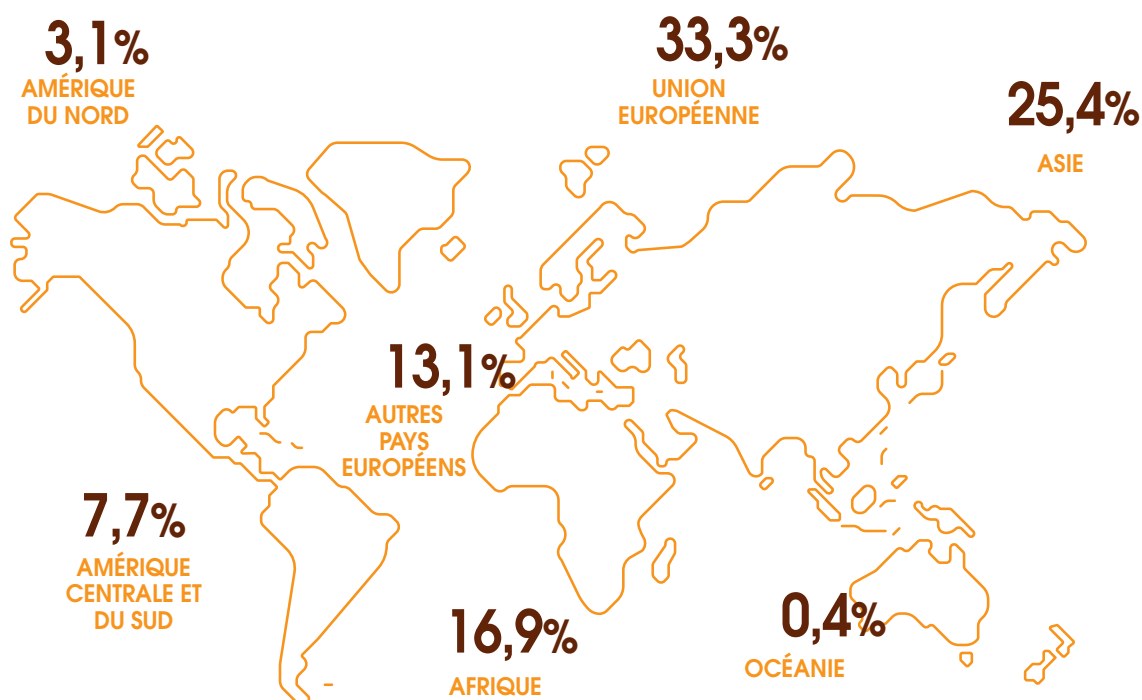 3,1%
AMÉRIQUE
DU NORD
33,3%
UNION
EUROPÉENNE
25,4%
ASIE
13,1%
AUTRES
PAYS
EUROPÉENS
7,7%
AMÉRIQUE
CENTRALE ET
DU SUD
16,9%
AFRIQUE
0,4%
OCÉANIE